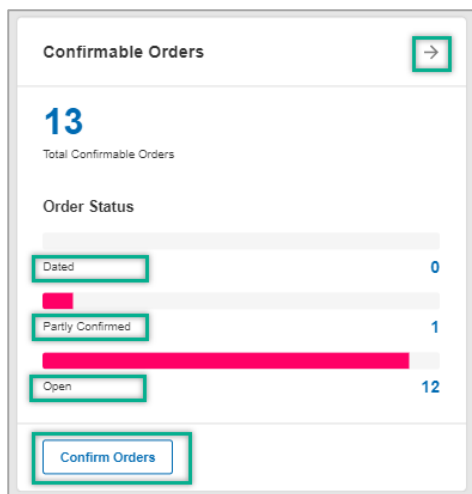 Confirmable Orders
13
Total Confirmable Orders
Order Status
Dated 0
Partly Confirmed 1
Open 12
Confirm Orders